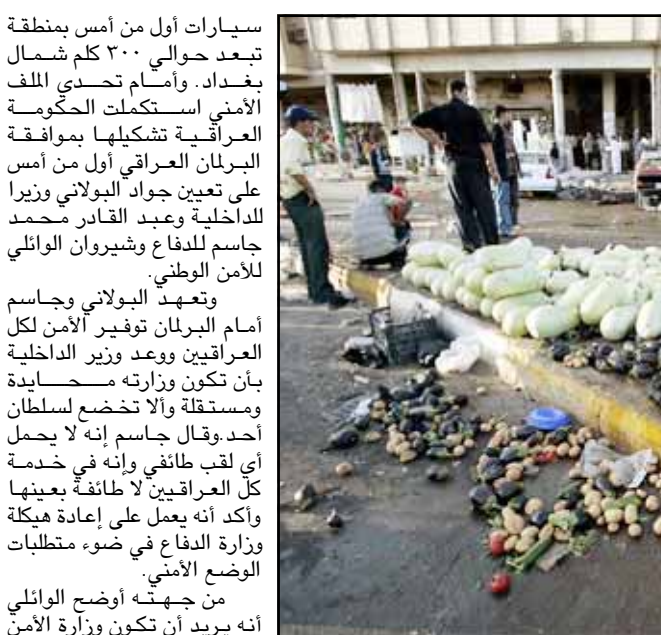 سيارات أول من أمس بمنطقة
تبعد حوالي ٣٠٠ كلم شمال
بغداد. وأمام تحدي الملف
الأمني استكملت الحكومة
العراقية تشكيلها بموافقة
البرلمان العراقي أول من أمس
على تعيين جواد البولاني وزيرا
للداخلية وعبد القادر محمد
جاسم للدفاع وشيروان الوائلي
للأمن الوطني.
وتعهد البولاني وجاسم
أمام البرلمان توفير الأمن لكل
العراقيين ووعد وزير الداخلية
بأن تكون وزارته محايدة
ومستقلة وألا تخضع لسلطان
أحد.وقال جاسم إنه لا يحمل
أي لقب طائفي وإنه في خدمة
كل العراقيين لا طائفة بعينها
وأكد أنه يعمل على إعادة هيكلة
وزارة الدفاع في ضوء متطلبات
الوضع الأمني.
من جهته أوضح الوائلي
أنه يريد أن تكون وزارة الأمن